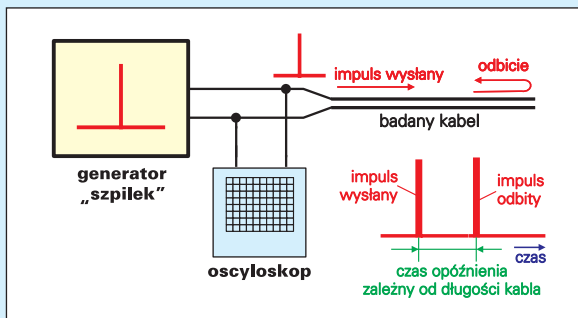 odbicie
impuls wysłany
badany kabel
generator
„szpilek”
oscyloskop
impuls
wysłany
impuls
odbity
czas
czas opóźnienia
zależny od długości kabla